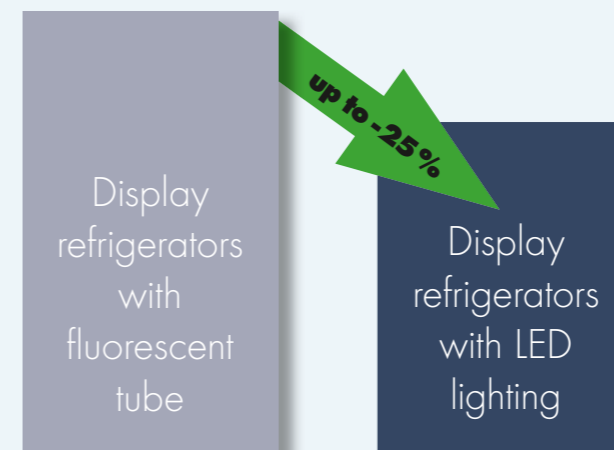 up to -25%
Display
refrigerators
with
fluorescent
tube
Display
refrigerators
with LED
lighting